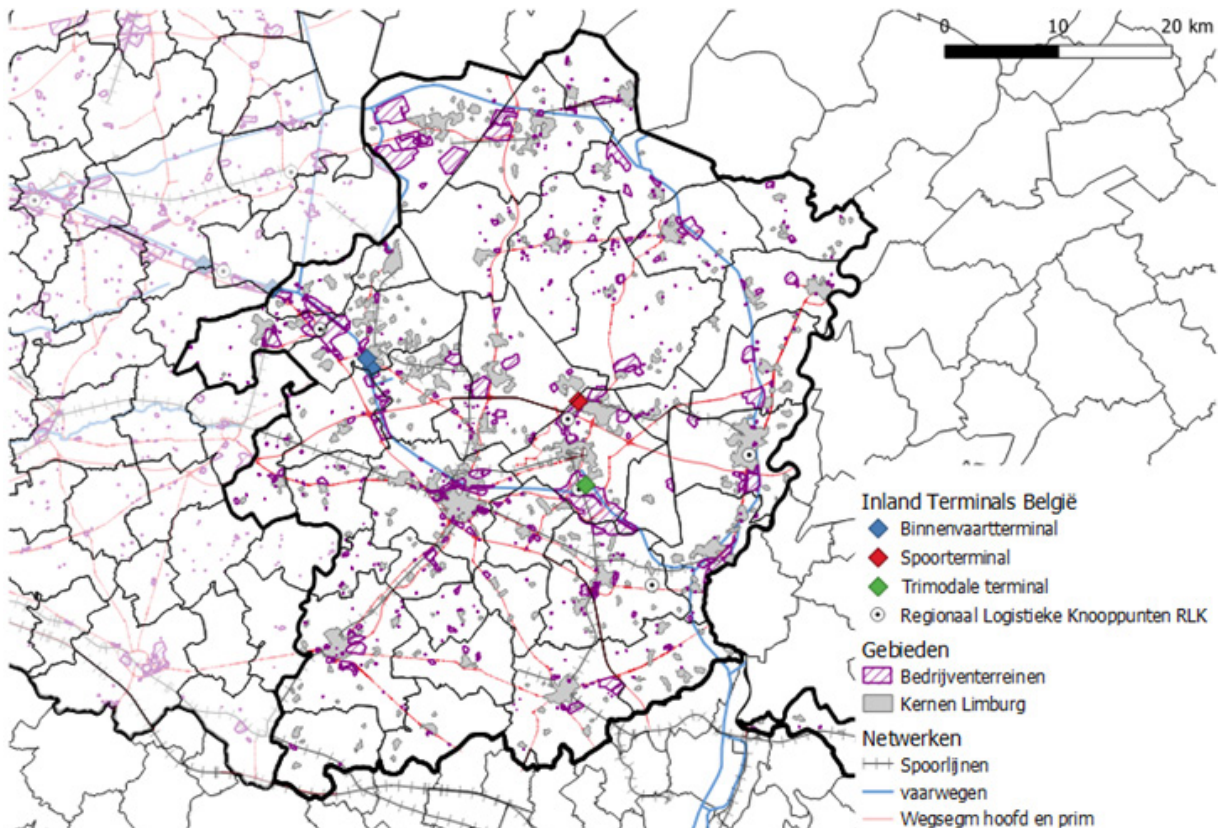 0 10 20 km
Inland Terminals België
Binnenvaartterminal
Spoorterminal
Trimodale terminal
Regionaal Logistieke Knooppunten RLK
Gebieden
Bedrijventerreinen
Kernen Limburg
Netwerken
Spoorlijnen
vaarwegen
Wegsegm hoofd en prim